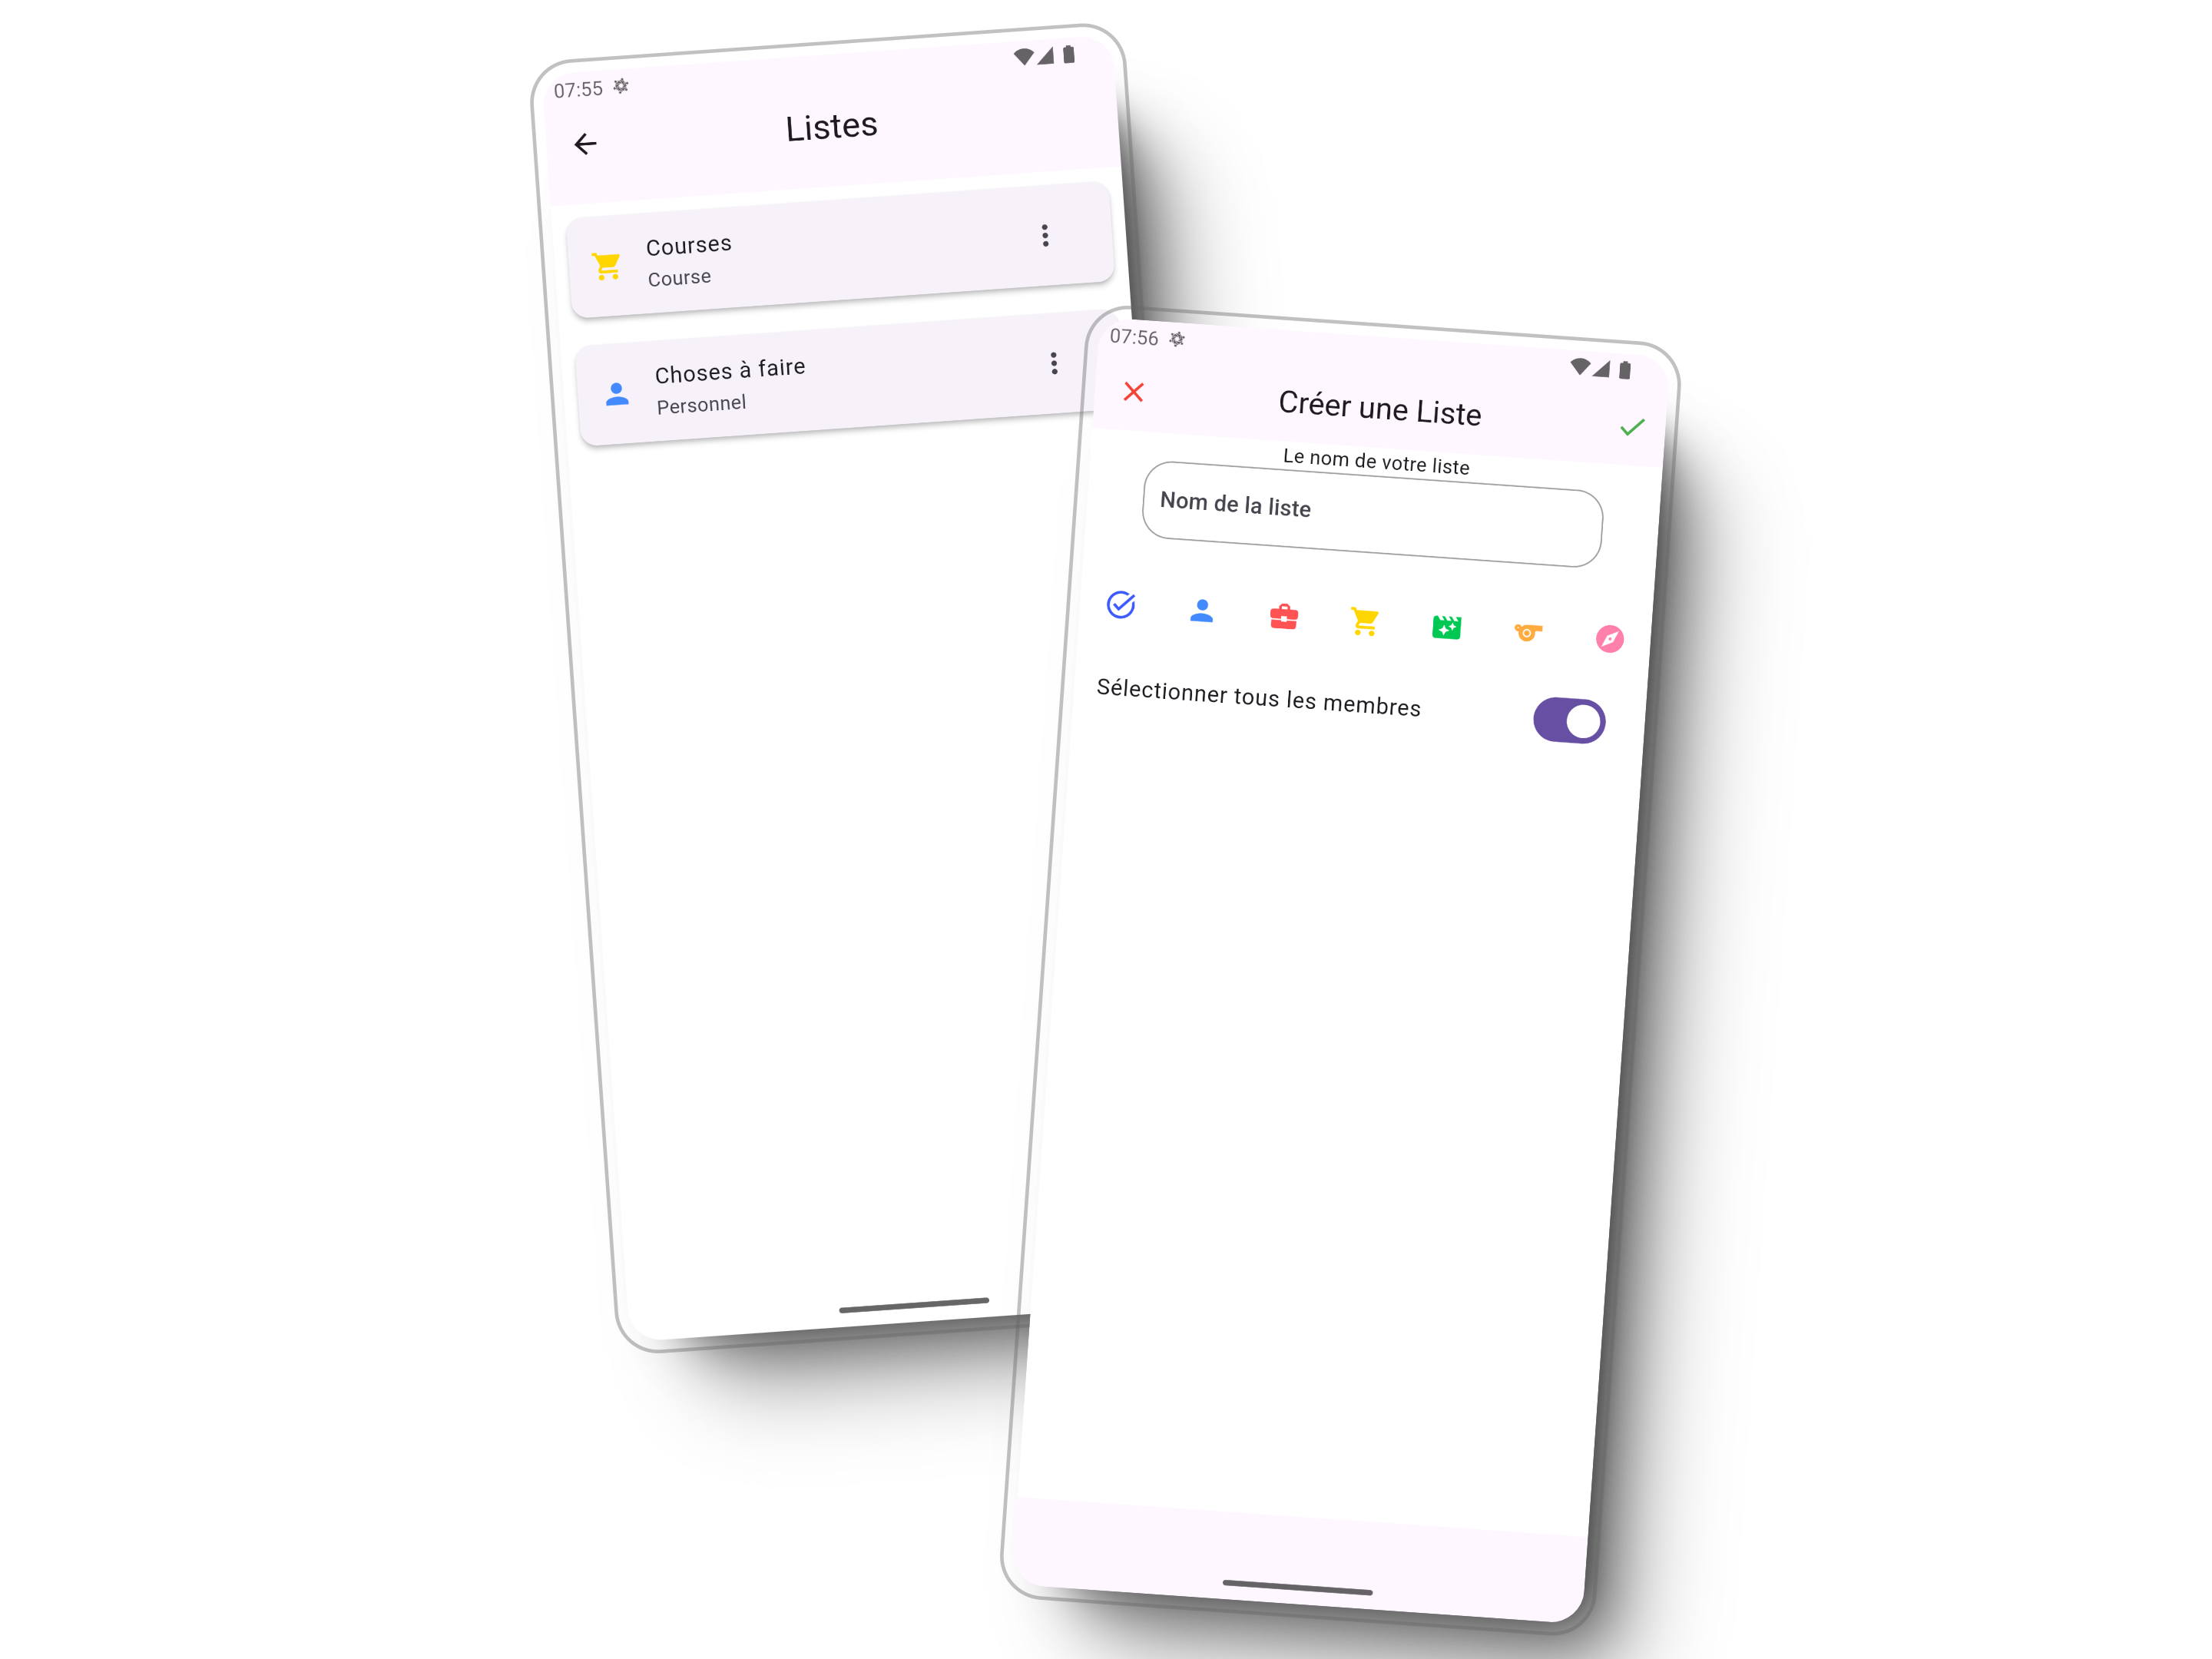 07:55
Listes
Courses
Course
Choses à faire
Personnel
07:56
Créer une Liste
Le nom de votre liste
Nom de la liste
Sélectionner tous les membres